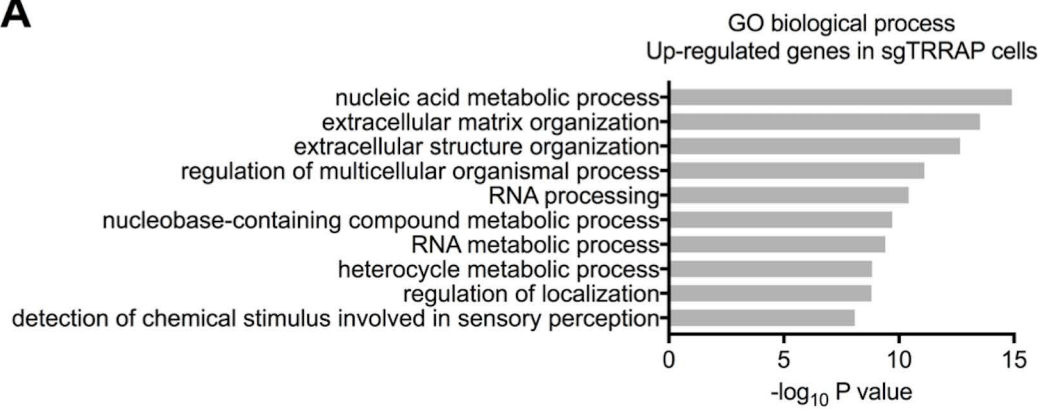 A
GO biological process
Up-regulated genes in sgTRRAP cells
nucleic acid metabolic process
extracellular matrix organization
extracellular structure organization
regulation of multicellular organismal process
RNA processing
nucleobase-containing compound metabolic process
RNA metabolic process
heterocycle metabolic process
regulation of localization
detection of chemical stimulus involved in sensory perception
0 5 10 15
-log10 P value